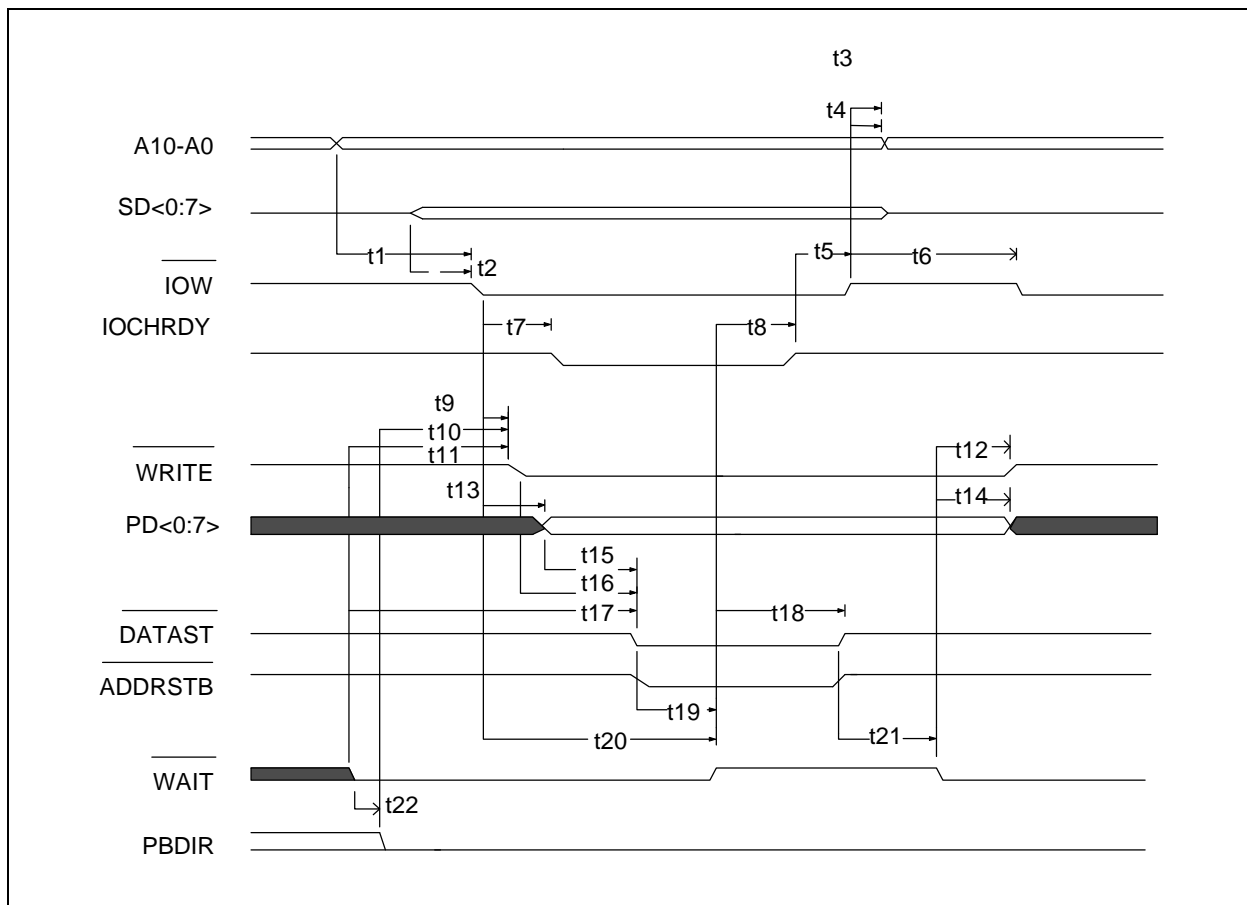 t3
t4
A10-A0
SD<0:7>
t1
t2
t5
t6
IOW
IOCHRDY
t7
t8
t9
t10
t11
t12
WRITE
t13
t14
PD<0:7>
t15
t16
t17
t18
DATAST
ADDRSTB
t19
t20
t21
WAIT
t22
PBDIR